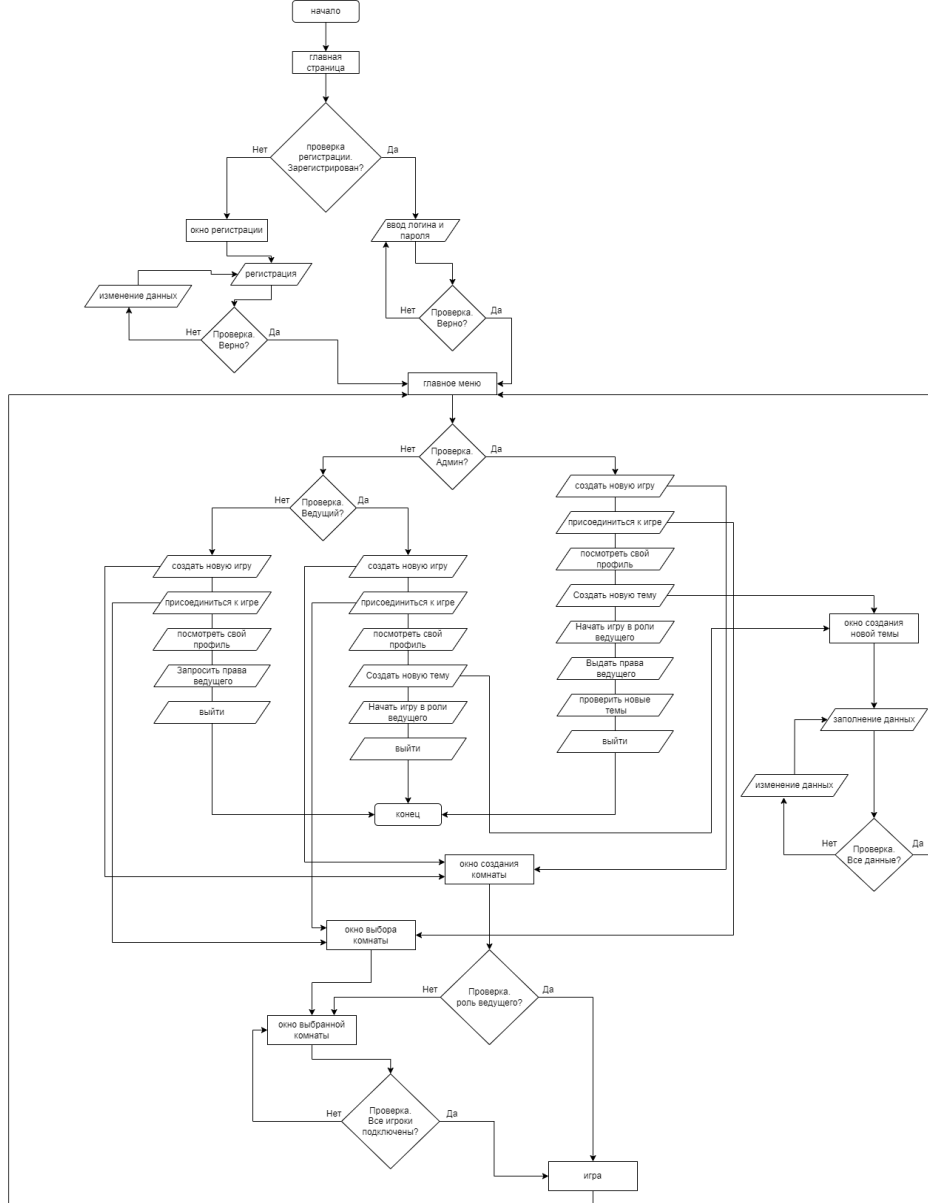 начало
главная
страница
проверка
регистрации.
Зарегистрирован?
Нет
Да
окно регистрации
ввод логина и
пароля
регистрация
изменение данных
Проверка.
Верно?
Нет
Да
Проверка.
Верно?
Нет
Да
главное меню
Проверка.
Админ?
Нет
Да
Проверка.
Ведущий?
Нет
Да
создать новую игру
присоединиться к игре
посмотреть свой
профиль
Запросить права
ведущего
выйти
создать новую игру
присоединиться к игре
посмотреть свой
профиль
Создать новую тему
Начать игру в роли
ведущего
выйти
создать новую игру
присоединиться к игре
посмотреть свой
профиль
Создать новую тему
Начать игру в роли
ведущего
Выдать права
ведущего
проверить новые
темы
выйти
окно создания
новой темы
заполнение данных
изменение данных
Проверка.
Все данные?
Нет
Да
конец
окно создания
комнаты
окно выбора
комнаты
Проверка.
роль ведущего?
Нет
Да
окно выбранной
комнаты
Проверка.
Все игроки
подключены?
Нет
Да
игра